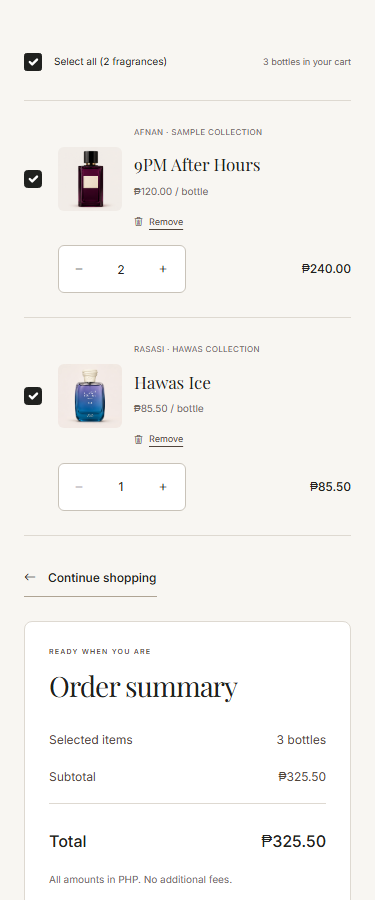 Select all (2 fragrances)
3 bottles in your cart
AFNAN · SAMPLE COLLECTION
9PM After Hours
₱120.00 / bottle
Remove
− 2 +
₱240.00
RASASI · HAWAS COLLECTION
Hawas Ice
₱85.50 / bottle
Remove
− 1 +
₱85.50
← Continue shopping
READY WHEN YOU ARE
Order summary
Selected items
3 bottles
Subtotal
₱325.50
Total
₱325.50
All amounts in PHP. No additional fees.